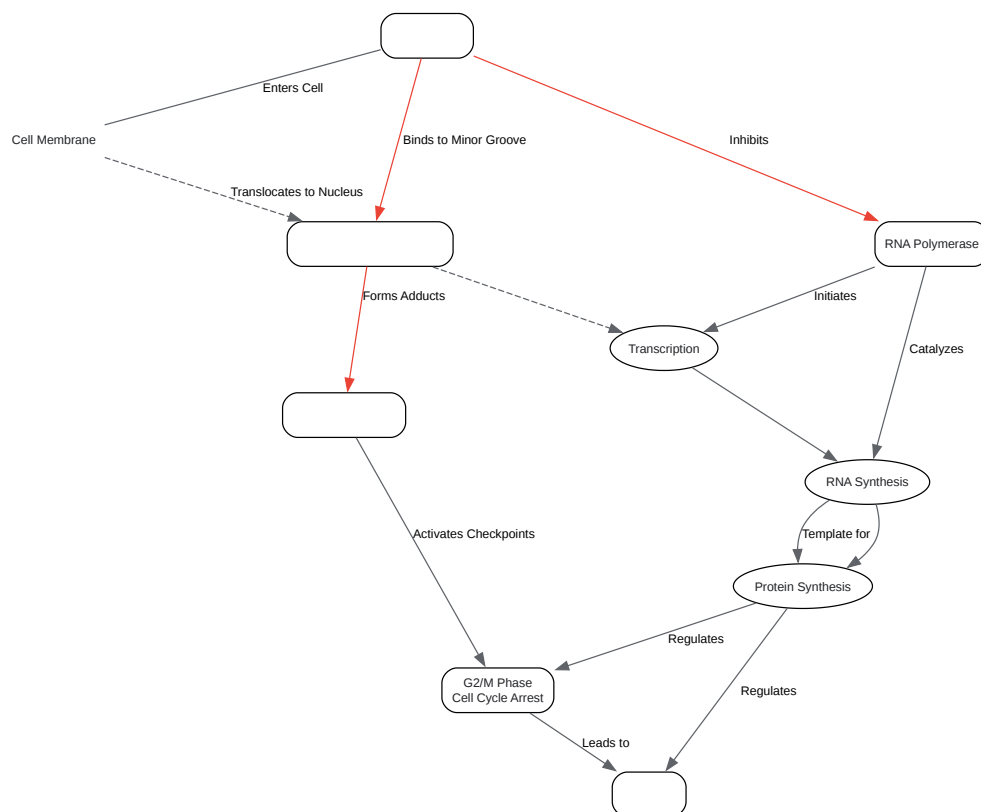 Enters Cell
Cell Membrane
Binds to Minor Groove
Inhibits
Translocates to Nucleus
RNA Polymerase
Forms Adducts
Initiates
Transcription
Catalyzes
RNA Synthesis
Activates Checkpoints
Template for
Protein Synthesis
Regulates
G2/M Phase
Cell Cycle Arrest
Regulates
Leads to